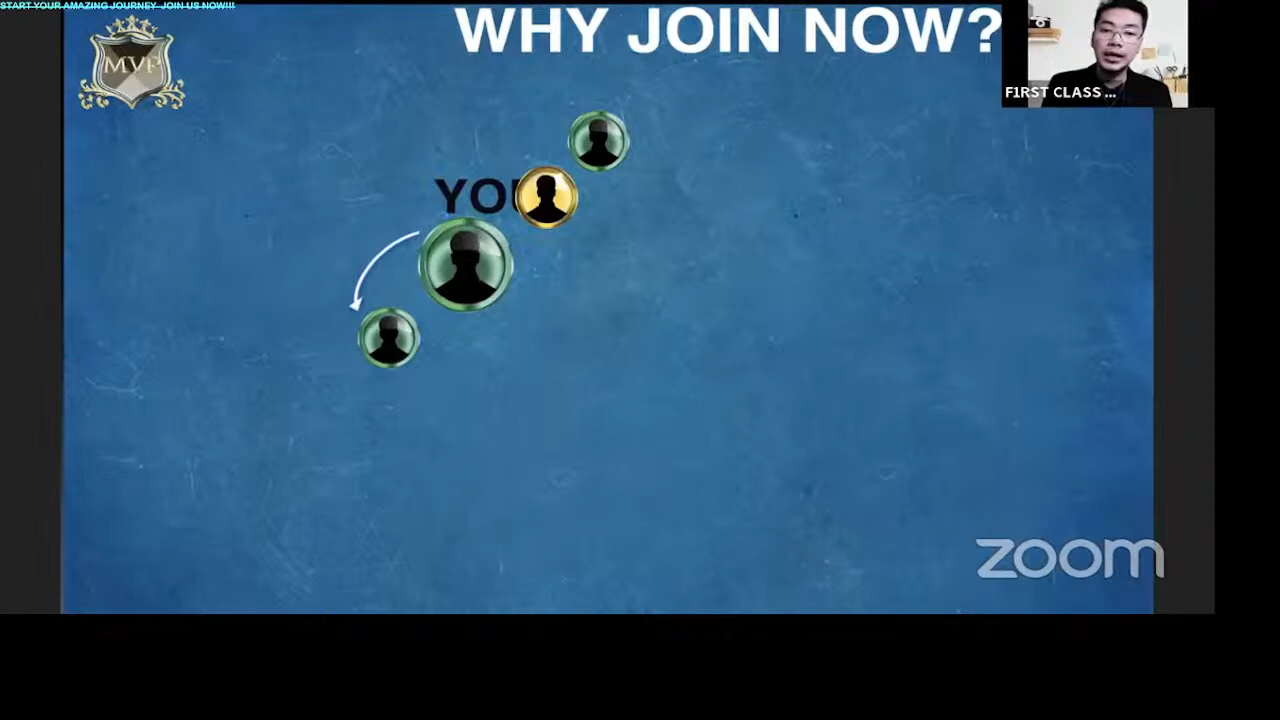 START YOUR AMAZING JOURNEY JOIN US NOW!!!
WHY JOIN NOW?
MVP
F1RST CLASS ...
YOU
zoom